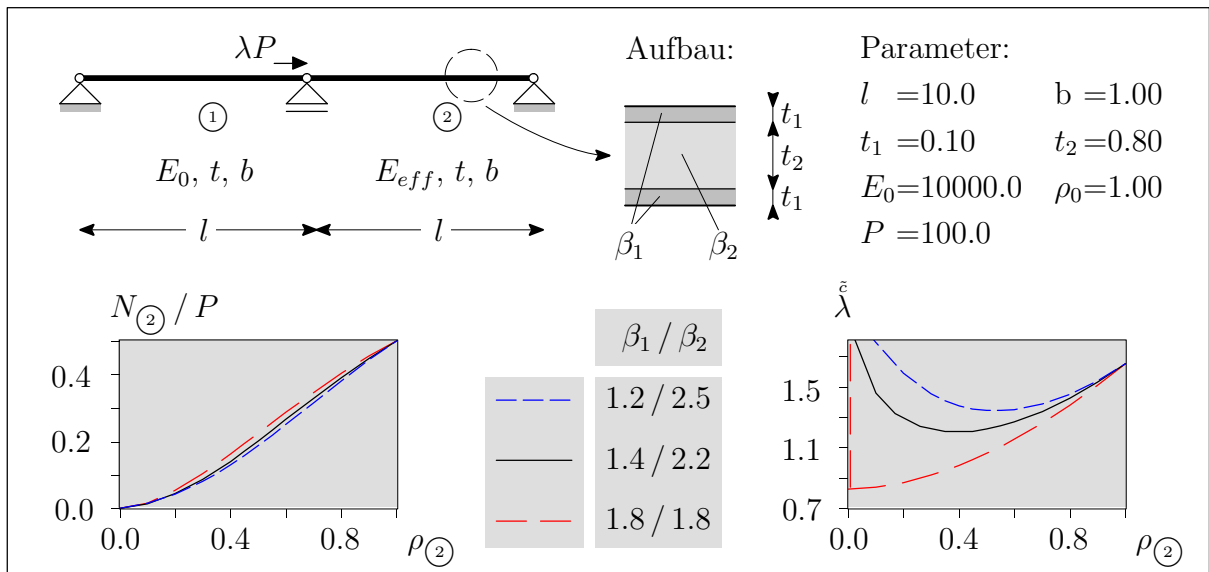 λP
Aufbau:
Parameter:
① ②
E₀, t, b
E_eff, t, b
l l
t₁
t₂
t₁
β₁ β₂
l =10.0 b =1.00
t₁ =0.10 t₂ =0.80
E₀=10000.0 ρ₀=1.00
P =100.0
N② / P
0.4
0.2
0.0
0.0 0.4 0.8 ρ②
β₁ / β₂
1.2 / 2.5
1.4 / 2.2
1.8 / 1.8
λ̃ᶜ̃
1.5
1.1
0.7
0.0 0.4 0.8 ρ②